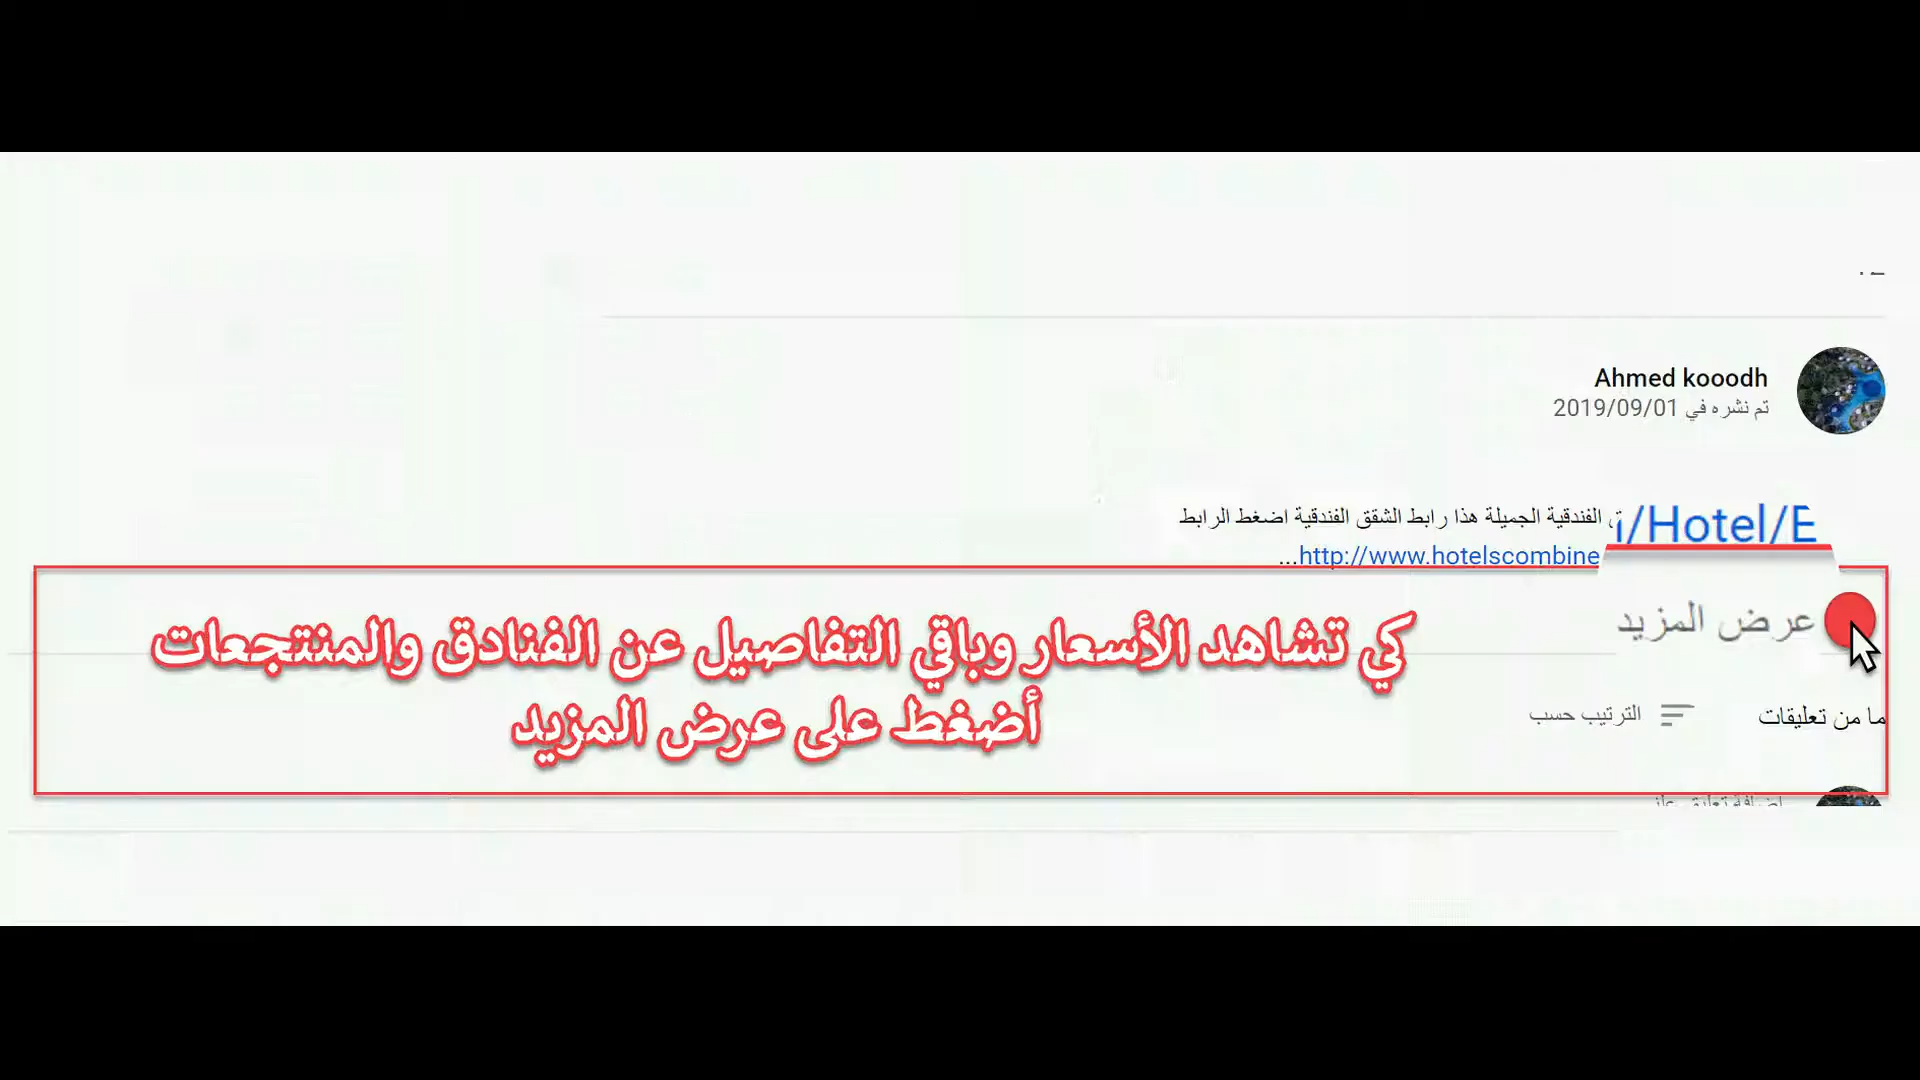 Ahmed kooodh
تم نشره في 2019/09/01
الفندقية الجميلة هذا رابط الشقق الفندقية اضغط الرابط
i/Hotel/E
http://www.hotelscombine...
عرض المزيد
كي تشاهد الأسعار وباقي التفاصيل عن الفنادق والمنتجعات
أضغط على عرض المزيد
ما من تعليقات
الترتيب حسب